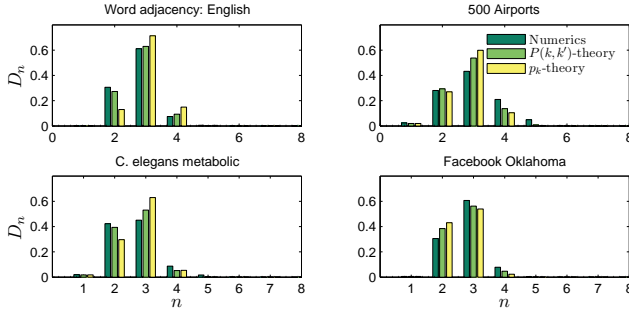 Word adjacency: English
D_n
0.6
0.4
0.2
0
0 2 4 6 8
500 Airports
0.6
0.4
0.2
0
0 2 4 6 8
Numerics
P(k, k′)-theory
p_k-theory
C. elegans metabolic
D_n
0.6
0.4
0.2
0
1 2 3 4 5 6 7 8
n
Facebook Oklahoma
0.6
0.4
0.2
0
1 2 3 4 5 6 7 8
n